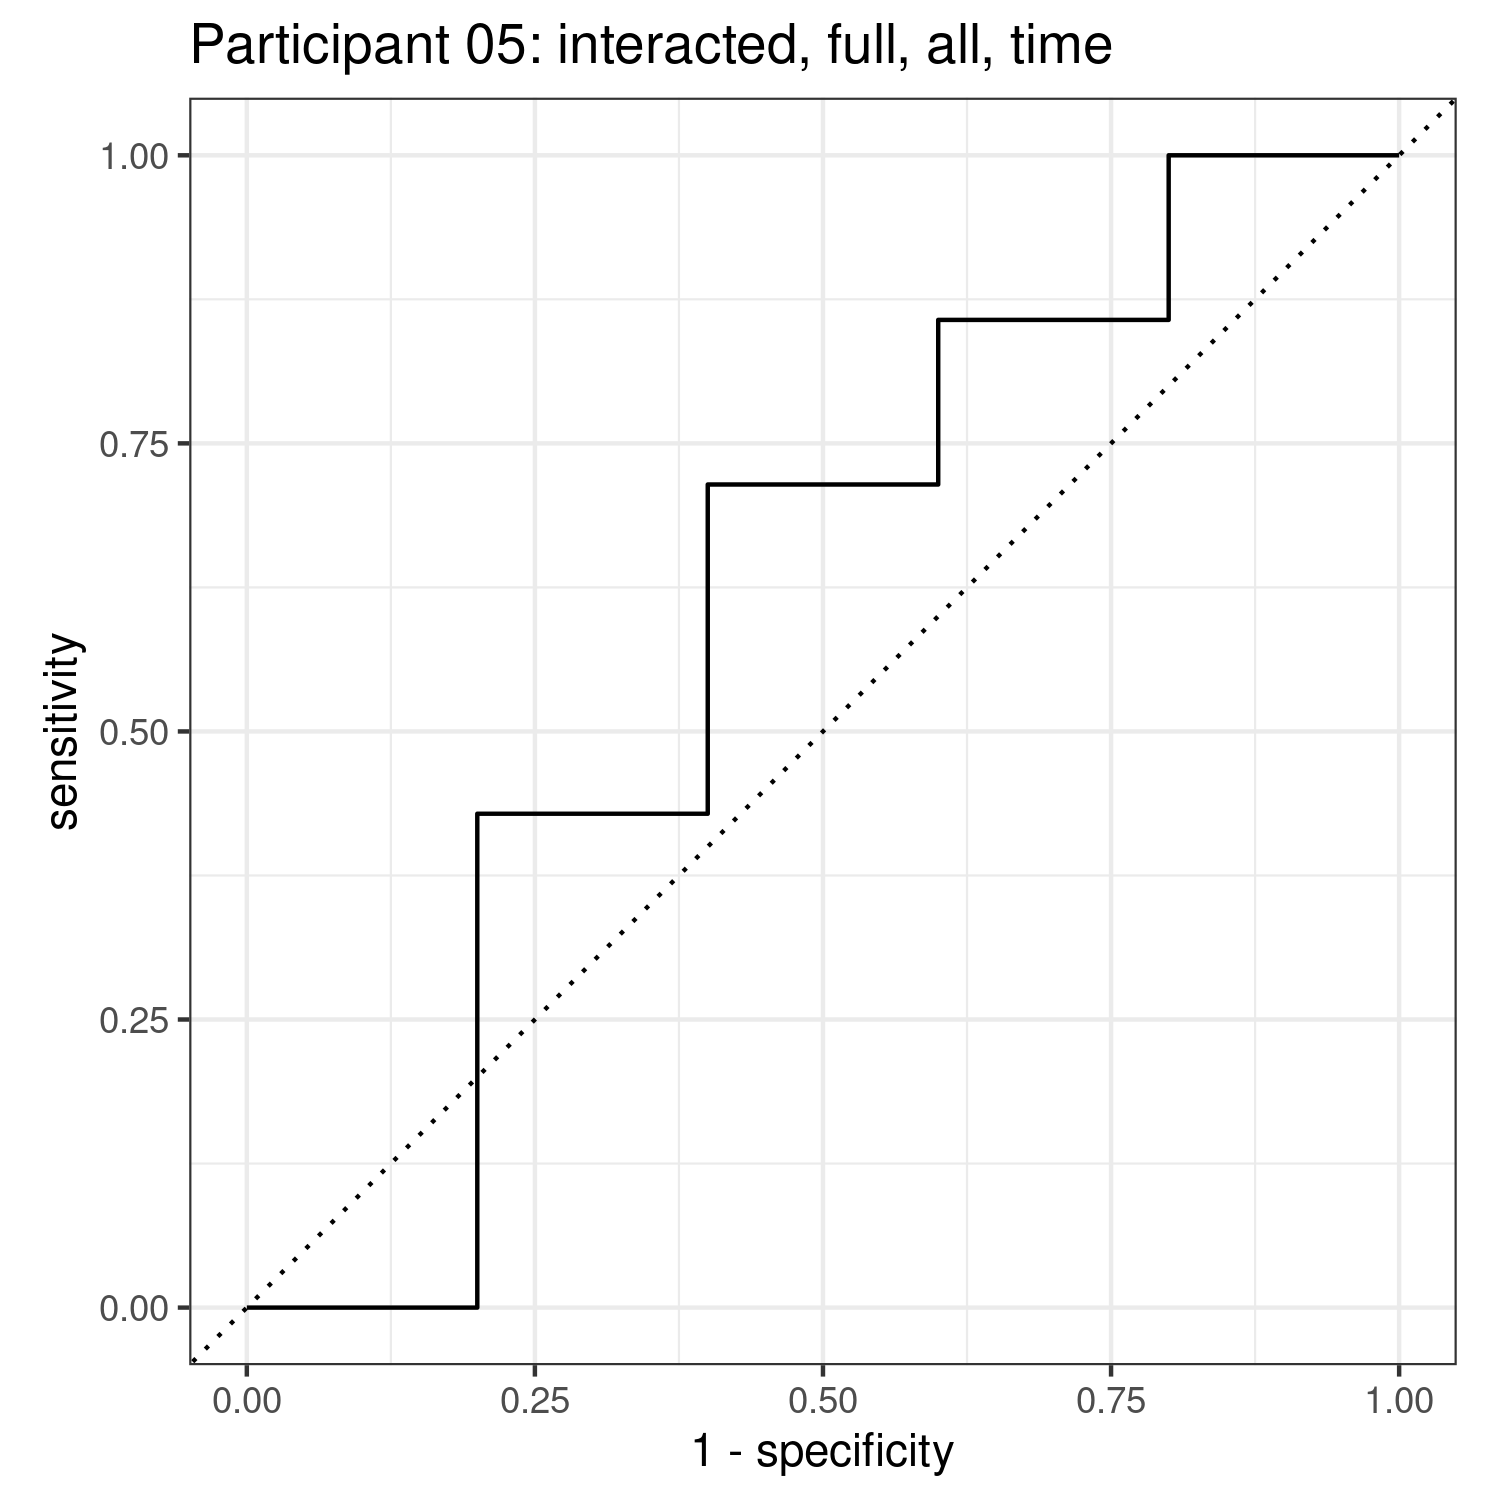 Participant 05: interacted, full, all, time
1.00
0.75
0.50
0.25
0.00
sensitivity
0.00 0.25 0.50 0.75 1.00
1 - specificity